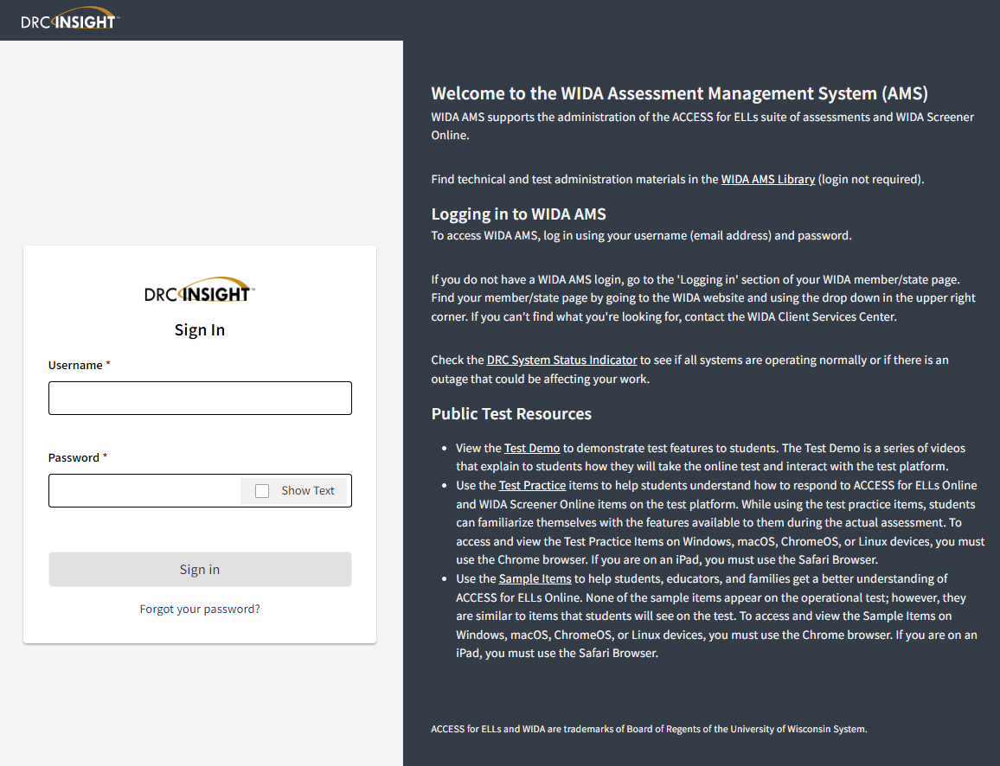 DRC INSIGHT™
DRC INSIGHT™
Sign In
Username *
Password *
Show Text
Sign in
Forgot your password?
Welcome to the WIDA Assessment Management System (AMS)
WIDA AMS supports the administration of the ACCESS for ELLs suite of assessments and WIDA Screener
Online.
Find technical and test administration materials in the WIDA AMS Library (login not required).
Logging in to WIDA AMS
To access WIDA AMS, log in using your username (email address) and password.
If you do not have a WIDA AMS login, go to the 'Logging in' section of your WIDA member/state page.
Find your member/state page by going to the WIDA website and using the drop down in the upper right
corner. If you can't find what you're looking for, contact the WIDA Client Services Center.
Check the DRC System Status Indicator to see if all systems are operating normally or if there is an
outage that could be affecting your work.
Public Test Resources
• View the Test Demo to demonstrate test features to students. The Test Demo is a series of videos
that explain to students how they will take the online test and interact with the test platform.
• Use the Test Practice items to help students understand how to respond to ACCESS for ELLs Online
and WIDA Screener Online items on the test platform. While using the test practice items, students
can familiarize themselves with the features available to them during the actual assessment. To
access and view the Test Practice Items on Windows, macOS, ChromeOS, or Linux devices, you must
use the Chrome browser. If you are on an iPad, you must use the Safari Browser.
• Use the Sample Items to help students, educators, and families get a better understanding of
ACCESS for ELLs Online. None of the sample items appear on the operational test; however, they
are similar to items that students will see on the test. To access and view the Sample Items on
Windows, macOS, ChromeOS, or Linux devices, you must use the Chrome browser. If you are on an
iPad, you must use the Safari Browser.
ACCESS for ELLs and WIDA are trademarks of Board of Regents of the University of Wisconsin System.